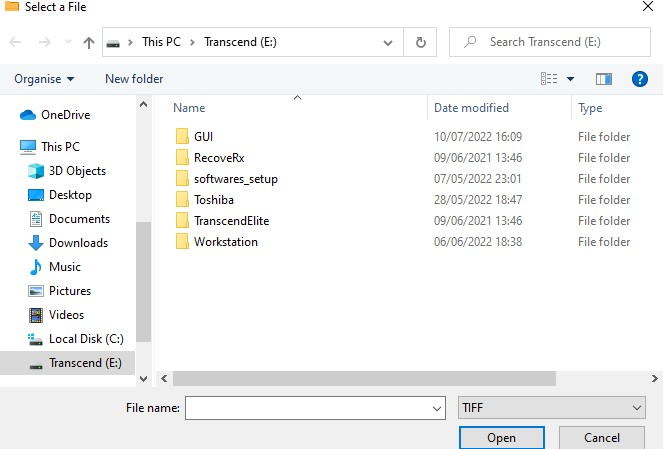 Select a File
This PC Transcend (E:) Search Transcend (E:)
Organise New folder ?
Name Date modified Type
OneDrive
This PC
3D Objects
Desktop
Documents
Downloads
Music
Pictures
Videos
Local Disk (C:)
Transcend (E:)
GUI 10/07/2022 16:09 File folder
RecoveRx 09/06/2021 13:46 File folder
softwares_setup 07/05/2022 23:01 File folder
Toshiba 28/05/2022 18:47 File folder
TranscendElite 09/06/2021 13:46 File folder
Workstation 06/06/2022 18:38 File folder
File name: TIFF
Open Cancel